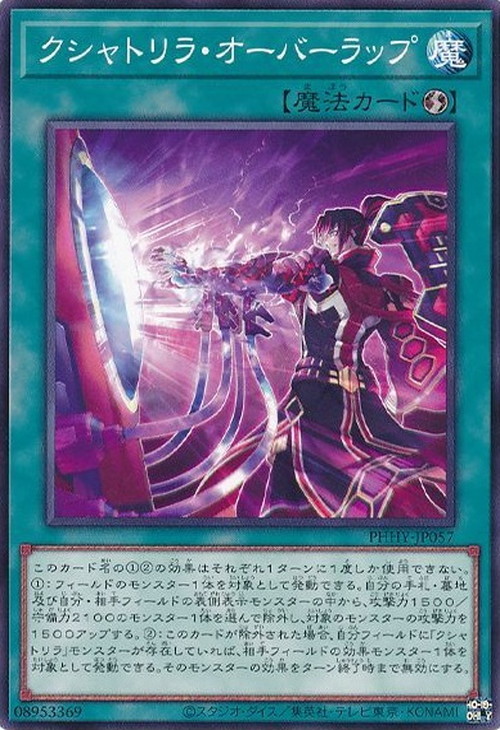 クシャトリラ・オーバーラップ
魔
【魔法カード】
PHHY-JP057
このカード名の①②の効果はそれぞれ1ターンに1度しか使用できない。
①：フィールドのモンスター1体を対象として発動できる。自分の手札・墓地
及び自分・相手フィールドの表側表示モンスターの中から、攻撃力1500／
守備力2100のモンスター1体を選んで除外し、対象のモンスターの攻撃力を
1500アップする。②：このカードが除外された場合、自分フィールドに「クシャ
トリラ」モンスターが存在していれば、相手フィールドの効果モンスター1体を
対象として発動できる。そのモンスターの効果をターン終了時まで無効にする。
08953369 ©スタジオ・ダイス／集英社・テレビ東京・KONAMI